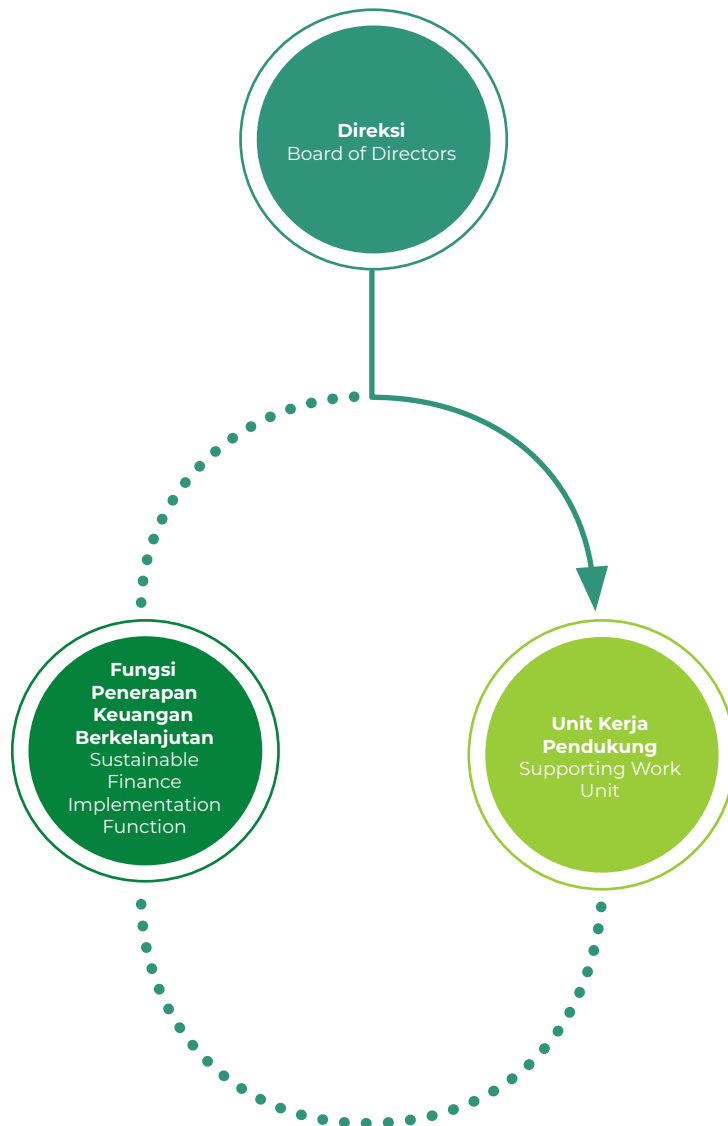 Direksi
Board of Directors
Fungsi
Penerapan
Keuangan
Berkelanjutan
Sustainable
Finance
Implementation
Function
Unit Kerja
Pendukung
Supporting Work
Unit